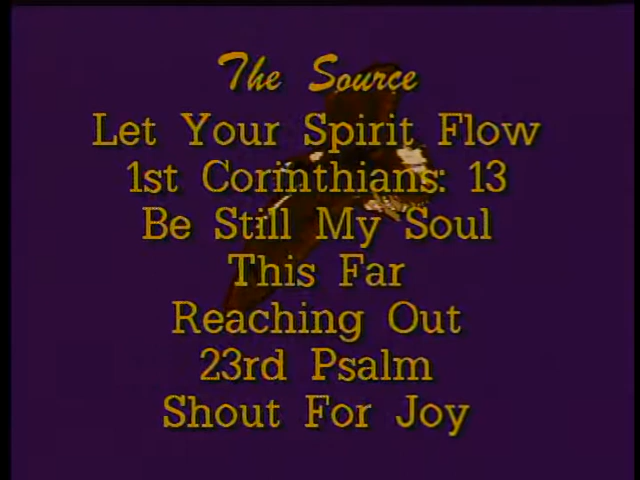 The Source
Let Your Spirit Flow
1st Corinthians: 13
Be Still My Soul
This Far
Reaching Out
23rd Psalm
Shout For Joy